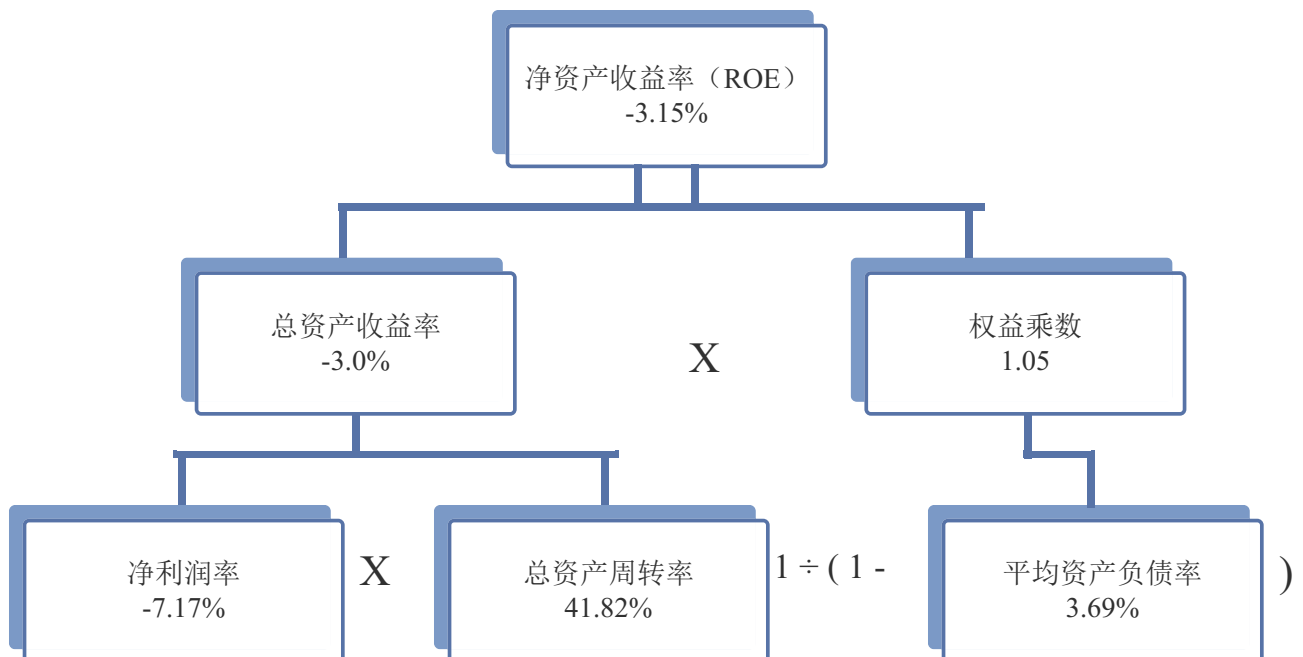 净资产收益率（ROE）
-3.15%
总资产收益率
-3.0%
X
权益乘数
1.05
净利润率
-7.17%
X
总资产周转率
41.82%
1 ÷ ( 1 -
平均资产负债率
3.69%
)